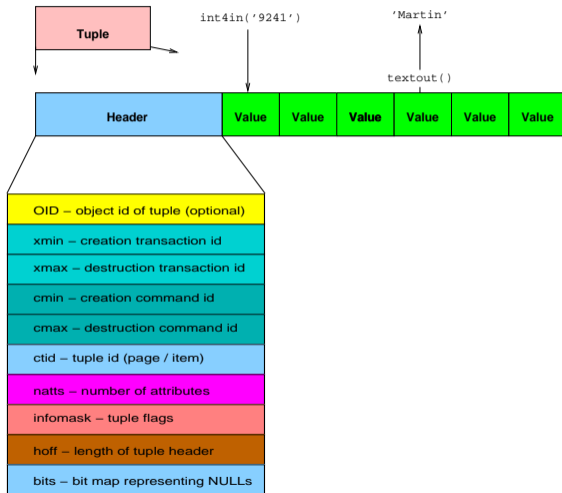 int4in('9241')
'Martin'
Tuple
textout()
Header
Value
Value
Value
Value
Value
Value
OID – object id of tuple (optional)
xmin – creation transaction id
xmax – destruction transaction id
cmin – creation command id
cmax – destruction command id
ctid – tuple id (page / item)
natts – number of attributes
infomask – tuple flags
hoff – length of tuple header
bits – bit map representing NULLs